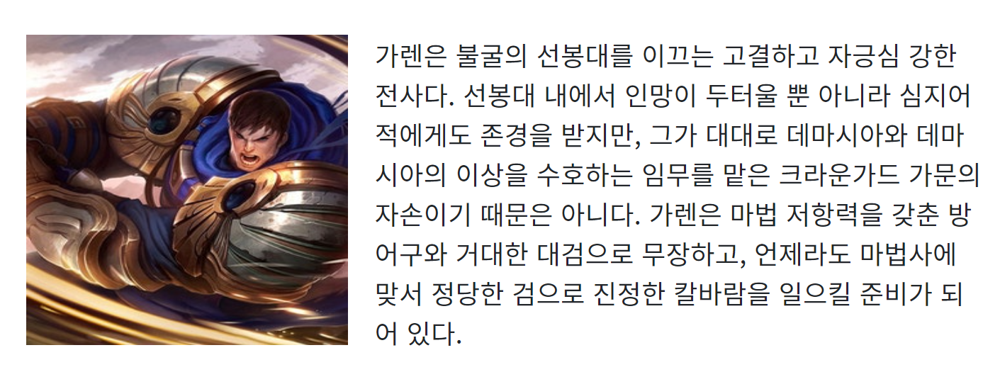 가렌은 불굴의 선봉대를 이끄는 고결하고 자긍심 강한
전사다. 선봉대 내에서 인망이 두터울 뿐 아니라 심지어
적에게도 존경을 받지만, 그가 대대로 데마시아와 데마
시아의 이상을 수호하는 임무를 맡은 크라운가드 가문의
자손이기 때문은 아니다. 가렌은 마법 저항력을 갖춘 방
어구와 거대한 대검으로 무장하고, 언제라도 마법사에
맞서 정당한 검으로 진정한 칼바람을 일으킬 준비가 되
어 있다.